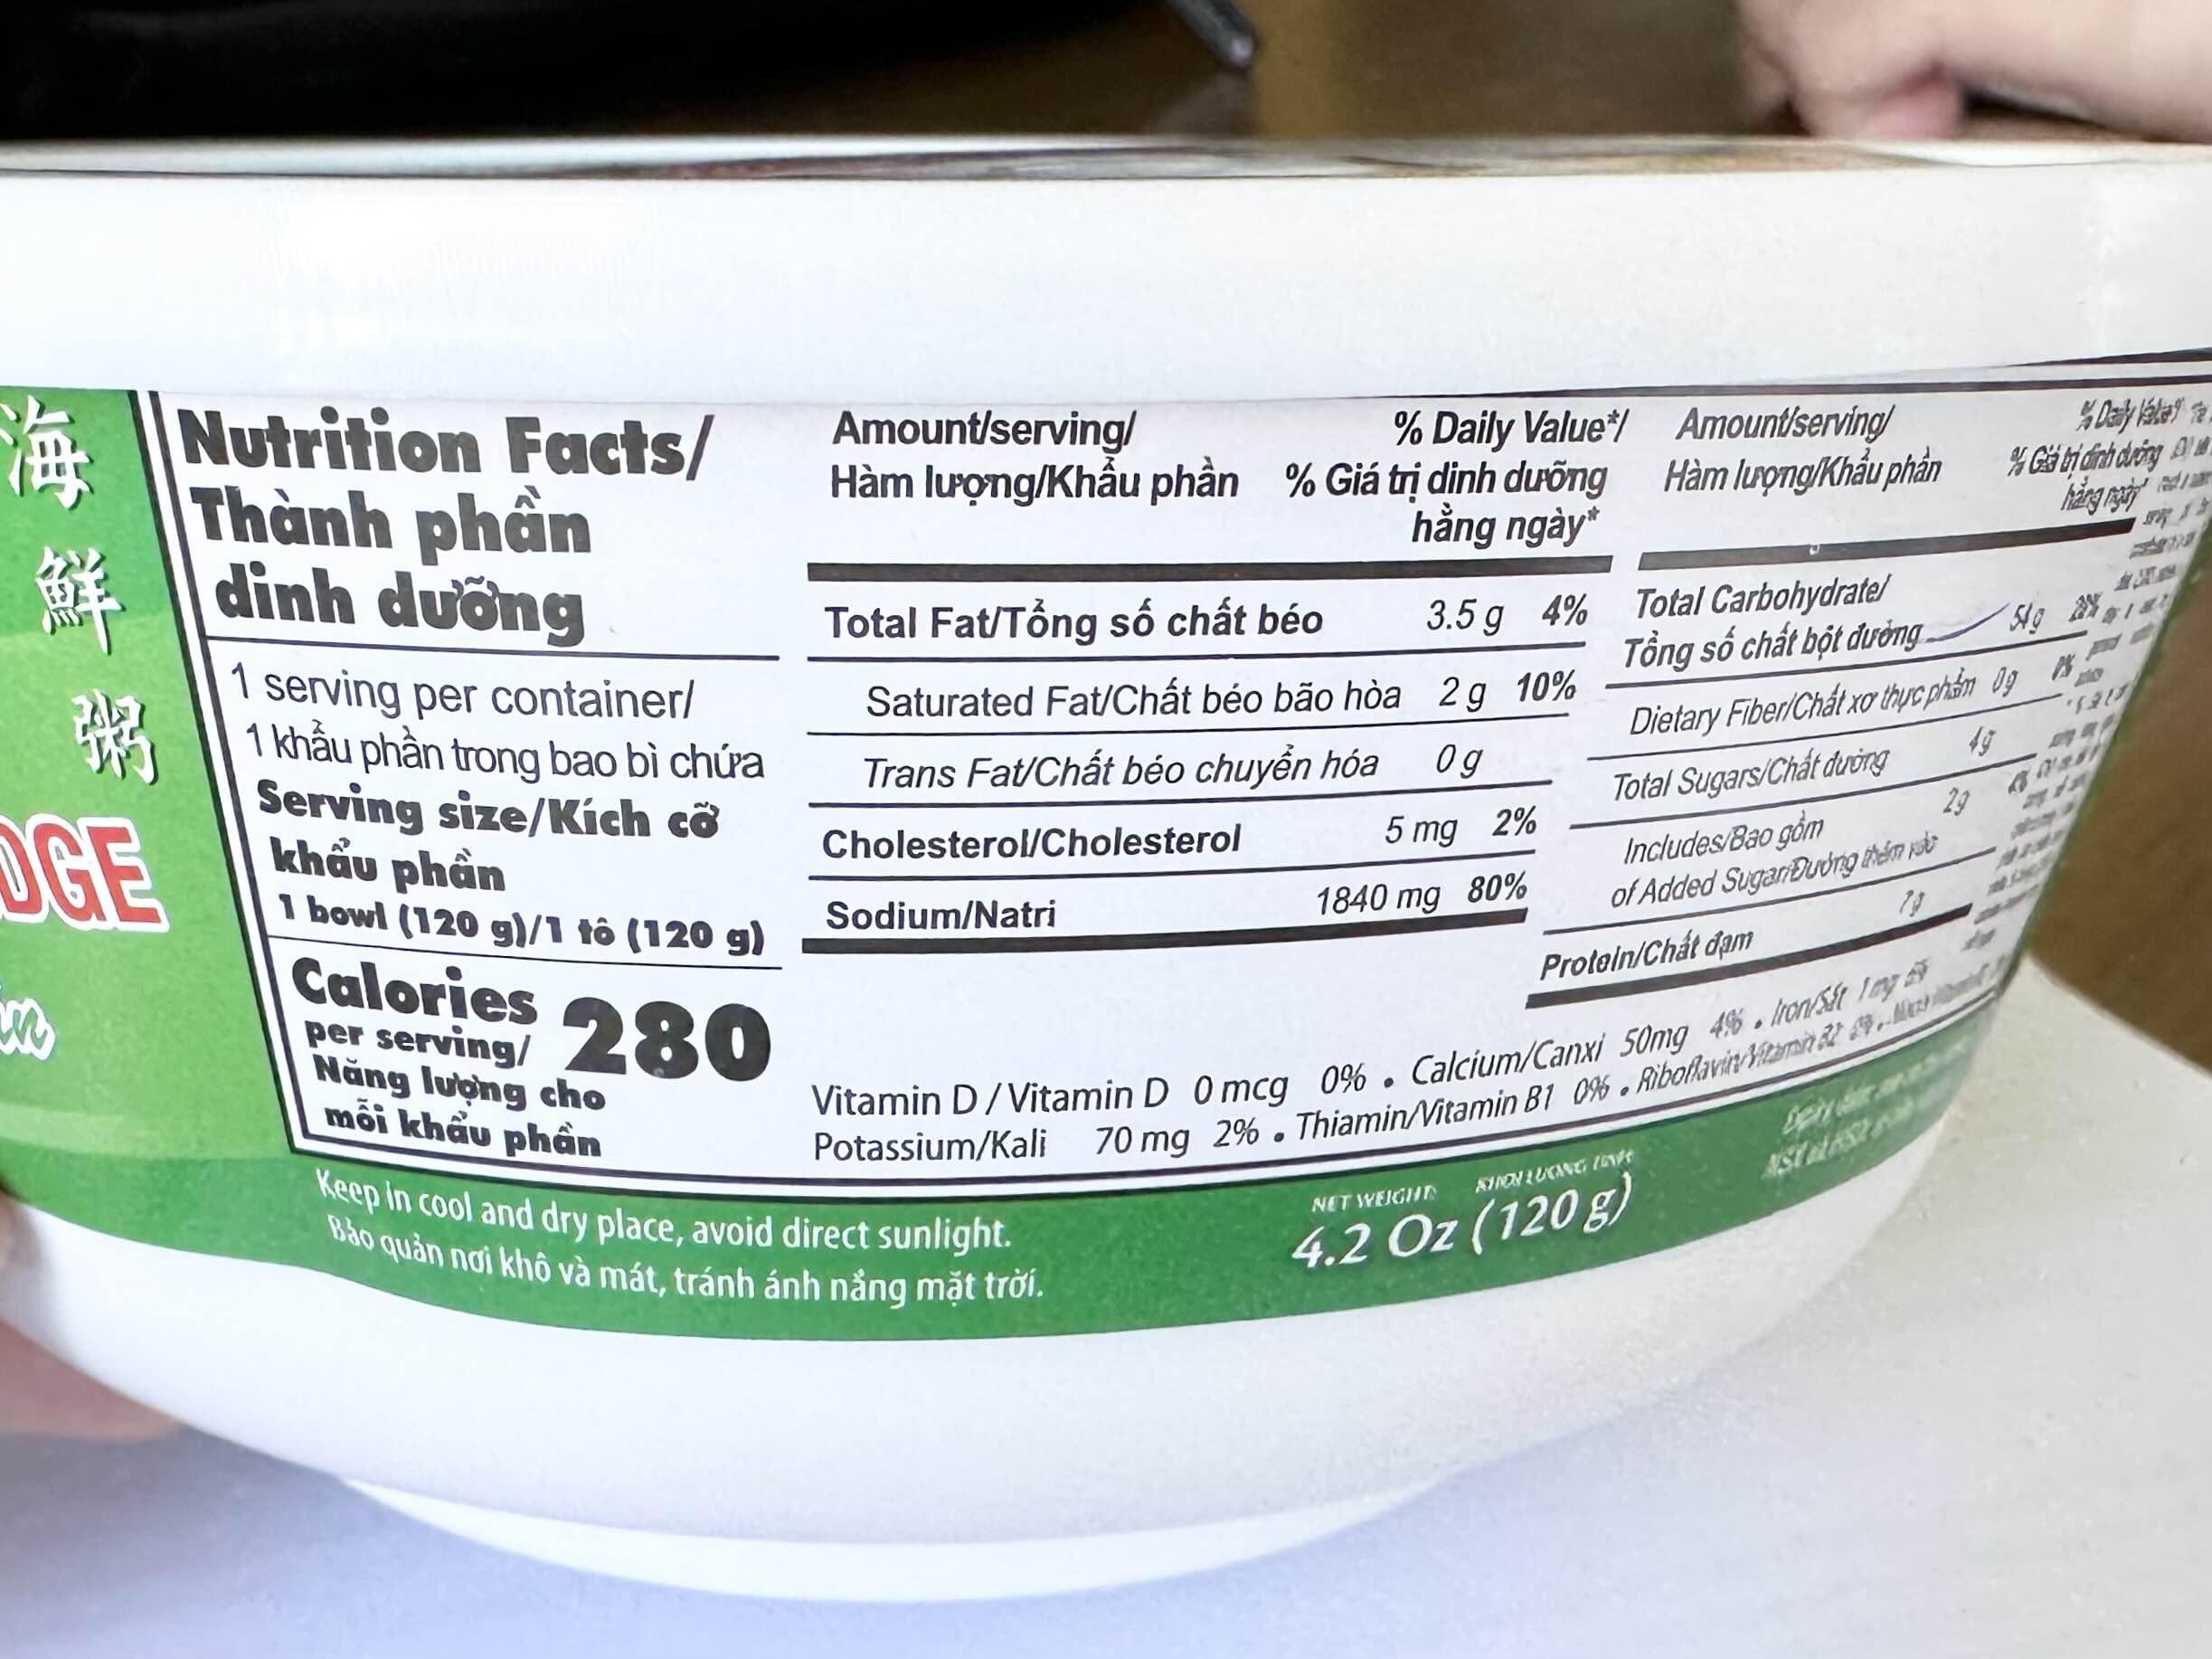 海
鮮
粥
DGE
in
Nutrition Facts/
Thành phần
dinh dưỡng
1 serving per container/
1 khẩu phần trong bao bì chứa
Serving size/Kích cỡ
khẩu phần
1 bowl (120 g)/1 tô (120 g)
Calories 280
per serving/
Năng lượng cho
mỗi khẩu phần
Amount/serving/ % Daily Value*/
Hàm lượng/Khẩu phần % Giá trị dinh dưỡng
hằng ngày*
Total Fat/Tổng số chất béo 3.5 g 4%
Saturated Fat/Chất béo bão hòa 2 g 10%
Trans Fat/Chất béo chuyển hóa 0 g
Cholesterol/Cholesterol 5 mg 2%
Sodium/Natri 1840 mg 80%
Amount/serving/ % Daily Value*/
Hàm lượng/Khẩu phần % Giá trị dinh dưỡng
hằng ngày*
Total Carbohydrate/
Tổng số chất bột đường 54g
Dietary Fiber/Chất xơ thực phẩm 0g 0%
Total Sugars/Chất đường 4g
Includes/Bao gồm 2g
of Added Sugar/Đường thêm vào
Protein/Chất đạm 7g
Vitamin D / Vitamin D 0 mcg 0% • Calcium/Canxi 50mg 4% • Iron/Sắt 1mg
Potassium/Kali 70 mg 2% • Thiamin/Vitamin B1 0% • Riboflavin/Vitamin B2
Keep in cool and dry place, avoid direct sunlight.
Bảo quản nơi khô và mát, tránh ánh nắng mặt trời.
NET WEIGHT
4.2 Oz (120 g)